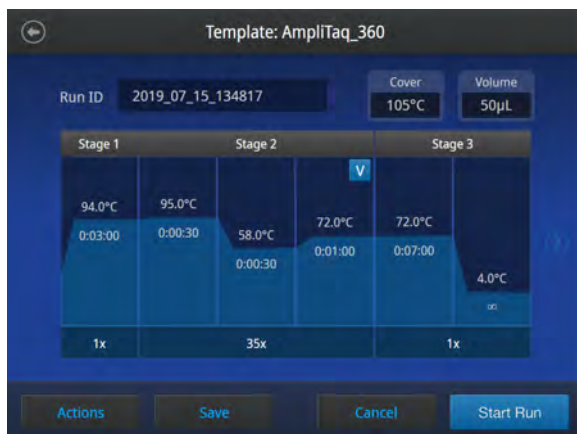 Template: AmpliTaq_360
Run ID 2019_07_15_134817
Cover
105°C
Volume
50µL
Stage 1 Stage 2 Stage 3
V
94.0°C 95.0°C 58.0°C 72.0°C 72.0°C 4.0°C
0:03:00 0:00:30 0:00:30 0:01:00 0:07:00 ∞
1x 35x 1x
Actions Save Cancel Start Run